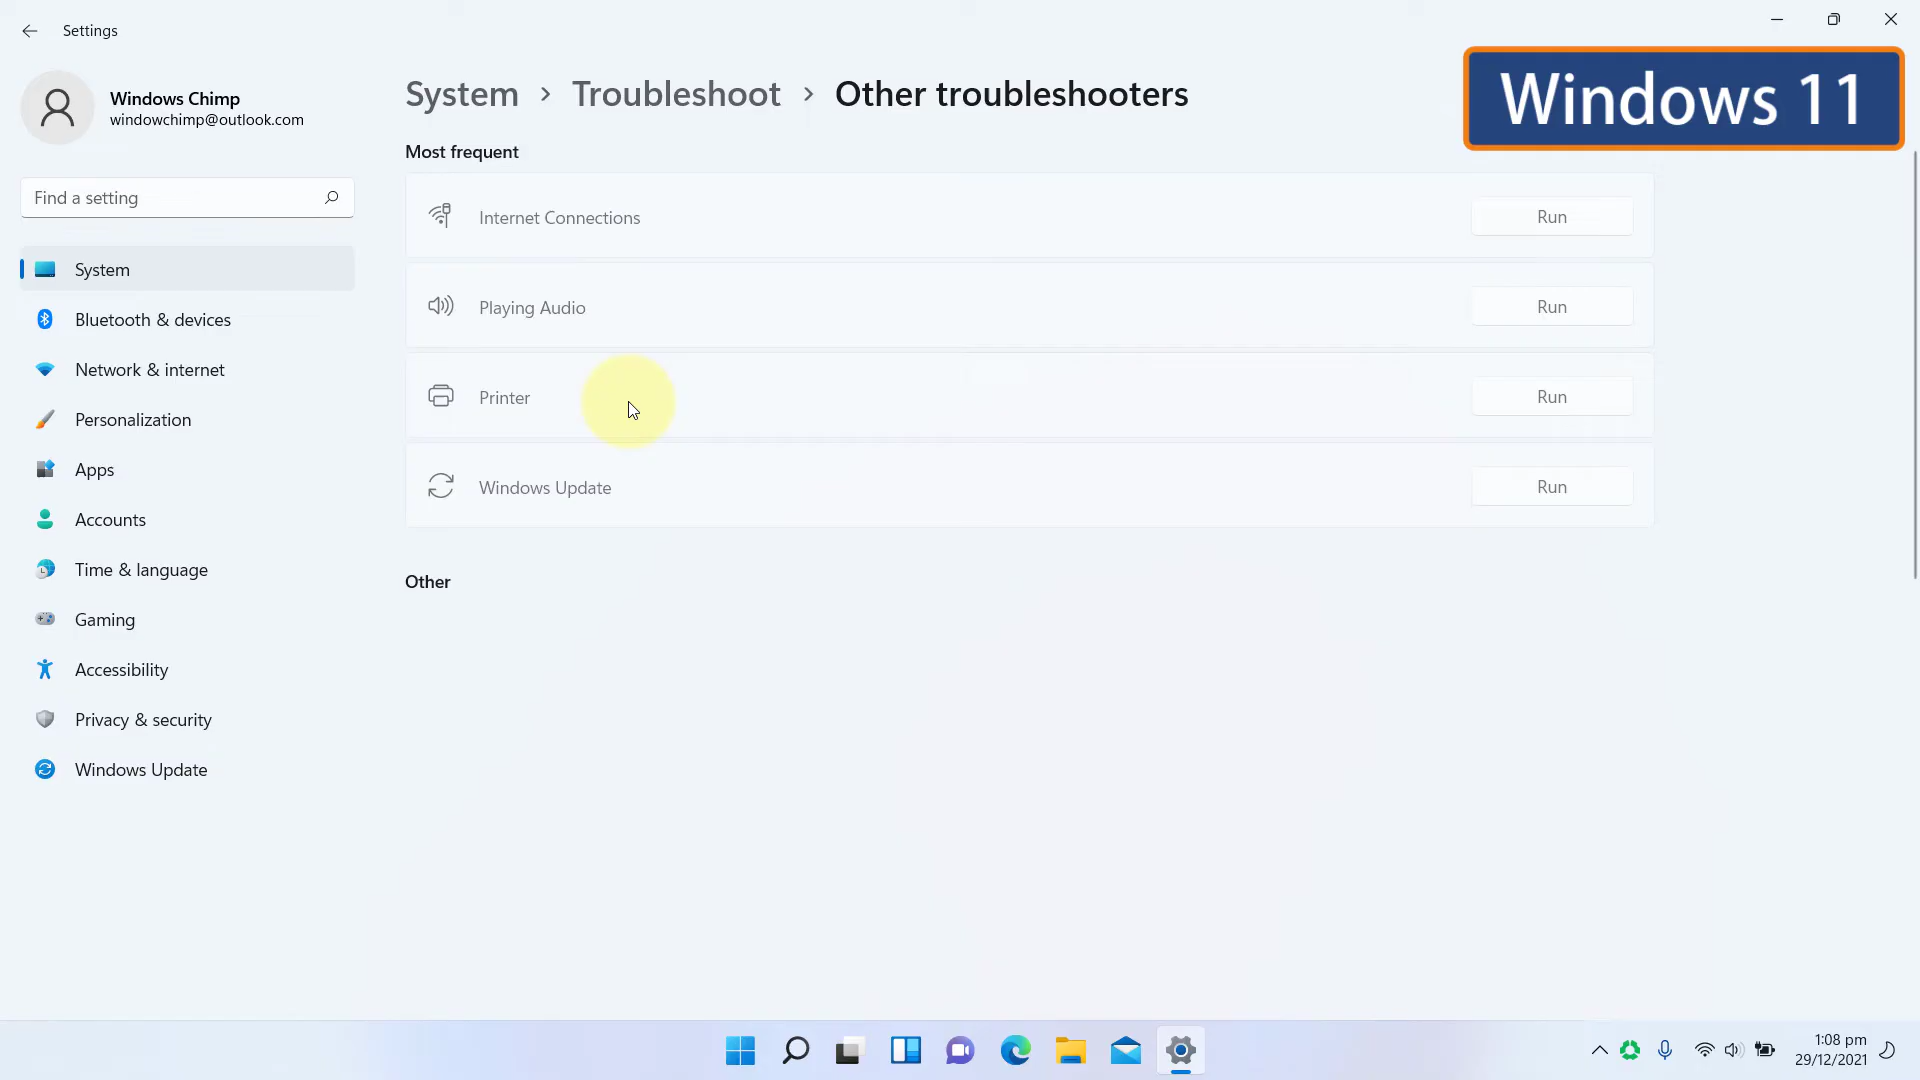 Settings
Windows Chimp
windowchimp@outlook.com
Find a setting
System
Bluetooth & devices
Network & internet
Personalization
Apps
Accounts
Time & language
Gaming
Accessibility
Privacy & security
Windows Update
System > Troubleshoot > Other troubleshooters
Windows 11
Most frequent
Internet Connections
Run
Playing Audio
Run
Printer
Run
Windows Update
Run
Other
1:08 pm
29/12/2021